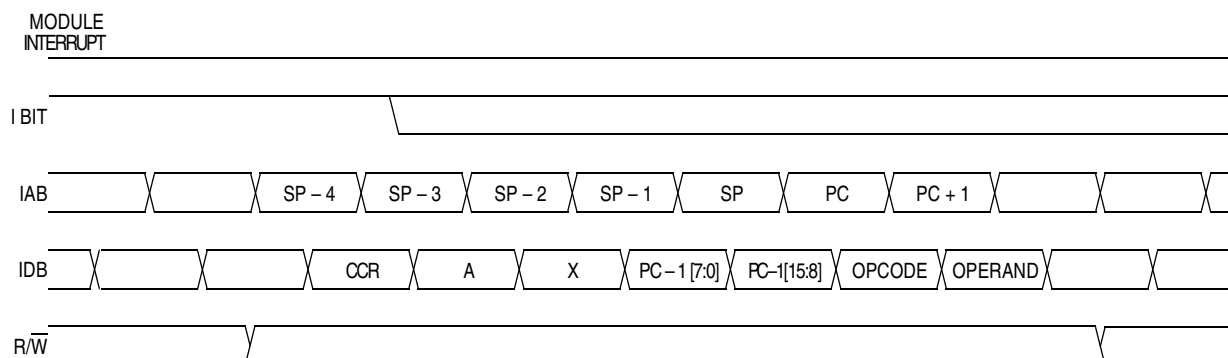 MODULE
INTERRUPT
I BIT
IAB SP – 4 SP – 3 SP – 2 SP – 1 SP PC PC + 1
IDB CCR A X PC – 1 [7:0] PC–1[15:8] OPCODE OPERAND
R/W̅